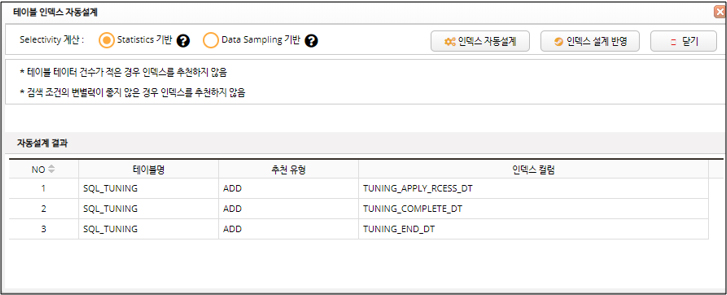 테이블 인덱스 자동설계
Selectivity 계산 : Statistics 기반 ? Data Sampling 기반 ? 인덱스 자동설계 인덱스 설계 반영 닫기
* 테이블 테이터 건수가 적은 경우 인덱스를 추천하지 않음
* 검색 조건의 변별력이 좋지 않은 경우 인덱스를 추천하지 않음
자동설계 결과
NO 테이블명 추천 유형 인덱스 컬럼
1 SQL_TUNING ADD TUNING_APPLY_RCESS_DT
2 SQL_TUNING ADD TUNING_COMPLETE_DT
3 SQL_TUNING ADD TUNING_END_DT